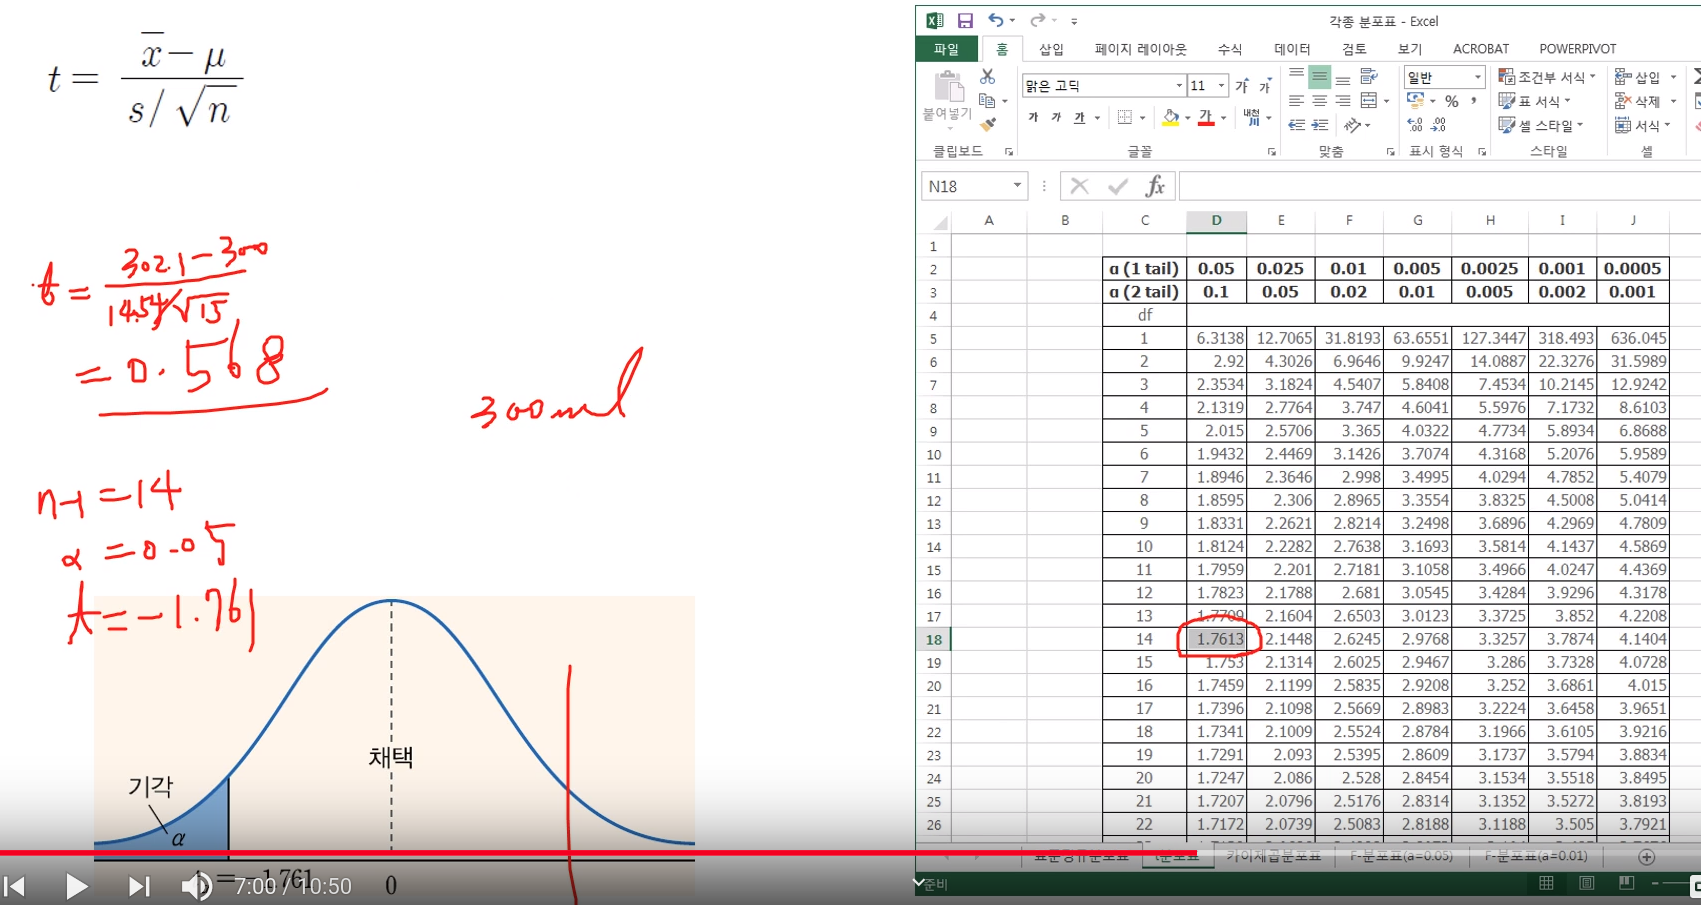 t = x̄ − μ / s/√n
t = 302.1 − 300 / 14.54/√15
= 0.568
300ml
n-1 = 14
α = 0.05
t = −1.761
채택
기각
α
= −1.761
0
7:00 / 10:50
각종 분포표 - Excel
파일 홈 삽입 페이지 레이아웃 수식 데이터 검토 보기 ACROBAT POWERPIVOT
붙여넣기
맑은 고딕 11 가 가
가 가 가 가 내천
일반
% ,
조건부 서식
표 서식
셀 스타일
삽입
삭제
서식
클립보드 글꼴 맞춤 표시 형식 스타일 셀
N18 fx
A B C D E F G H I J
1
2 α (1 tail) 0.05 0.025 0.01 0.005 0.0025 0.001 0.0005
3 α (2 tail) 0.1 0.05 0.02 0.01 0.005 0.002 0.001
4 df
5 1 6.3138 12.7065 31.8193 63.6551 127.3447 318.493 636.045
6 2 2.92 4.3026 6.9646 9.9247 14.0887 22.3276 31.5989
7 3 2.3534 3.1824 4.5407 5.8408 7.4534 10.2145 12.9242
8 4 2.1319 2.7764 3.747 4.6041 5.5976 7.1732 8.6103
9 5 2.015 2.5706 3.365 4.0322 4.7734 5.8934 6.8688
10 6 1.9432 2.4469 3.1426 3.7074 4.3168 5.2076 5.9589
11 7 1.8946 2.3646 2.998 3.4995 4.0294 4.7852 5.4079
12 8 1.8595 2.306 2.8965 3.3554 3.8325 4.5008 5.0414
13 9 1.8331 2.2621 2.8214 3.2498 3.6896 4.2969 4.7809
14 10 1.8124 2.2282 2.7638 3.1693 3.5814 4.1437 4.5869
15 11 1.7959 2.201 2.7181 3.1058 3.4966 4.0247 4.4369
16 12 1.7823 2.1788 2.681 3.0545 3.4284 3.9296 4.3178
17 13 1.7709 2.1604 2.6503 3.0123 3.3725 3.852 4.2208
18 14 1.7613 2.1448 2.6245 2.9768 3.3257 3.7874 4.1404
19 15 1.753 2.1314 2.6025 2.9467 3.286 3.7328 4.0728
20 16 1.7459 2.1199 2.5835 2.9208 3.252 3.6861 4.015
21 17 1.7396 2.1098 2.5669 2.8983 3.2224 3.6458 3.9651
22 18 1.7341 2.1009 2.5524 2.8784 3.1966 3.6105 3.9216
23 19 1.7291 2.093 2.5395 2.8609 3.1737 3.5794 3.8834
24 20 1.7247 2.086 2.528 2.8454 3.1534 3.5518 3.8495
25 21 1.7207 2.0796 2.5176 2.8314 3.1352 3.5272 3.8193
26 22 1.7172 2.0739 2.5083 2.8188 3.1188 3.505 3.7921
표준정규분포표 t분포표 카이제곱분포표 F-분포표(a=0.05) F-분포표(a=0.01)
준비